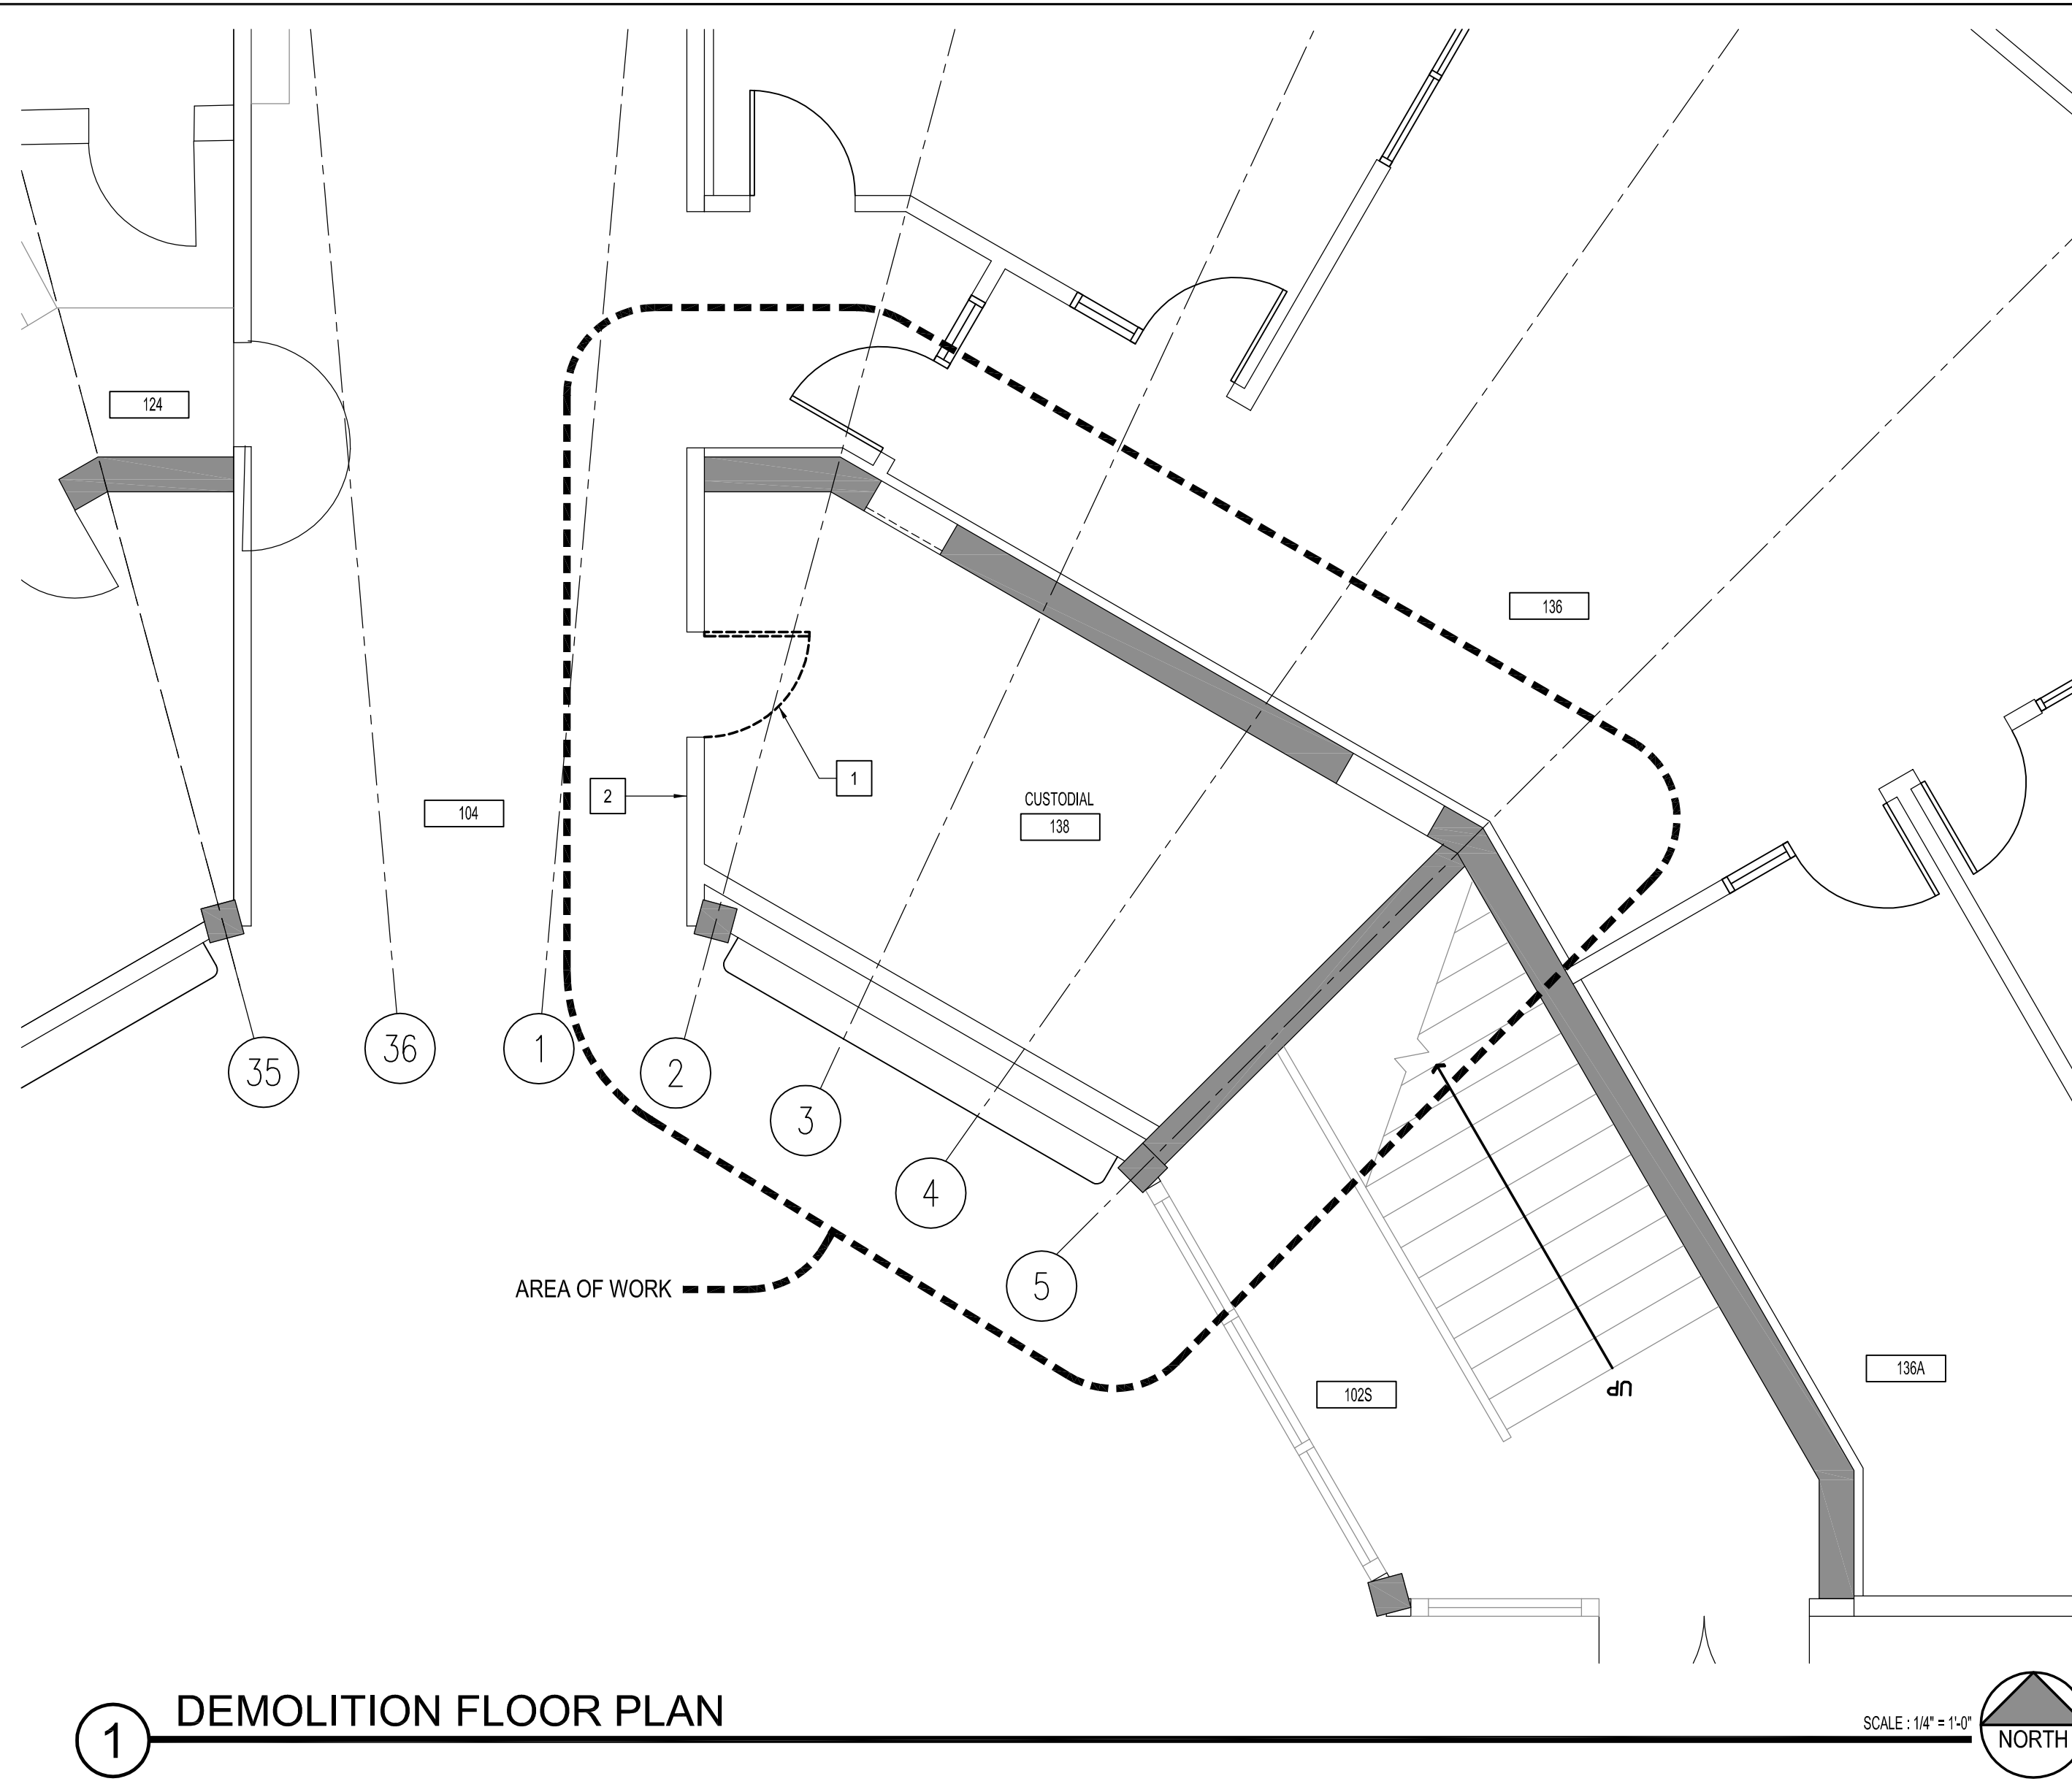 124
136
2
1
CUSTODIAL
104
138
35
36
1
2
3
4
5
AREA OF WORK
UP
136A
102S
1
DEMOLITION FLOOR PLAN
SCALE : 1/4" = 1'-0"
NORTH